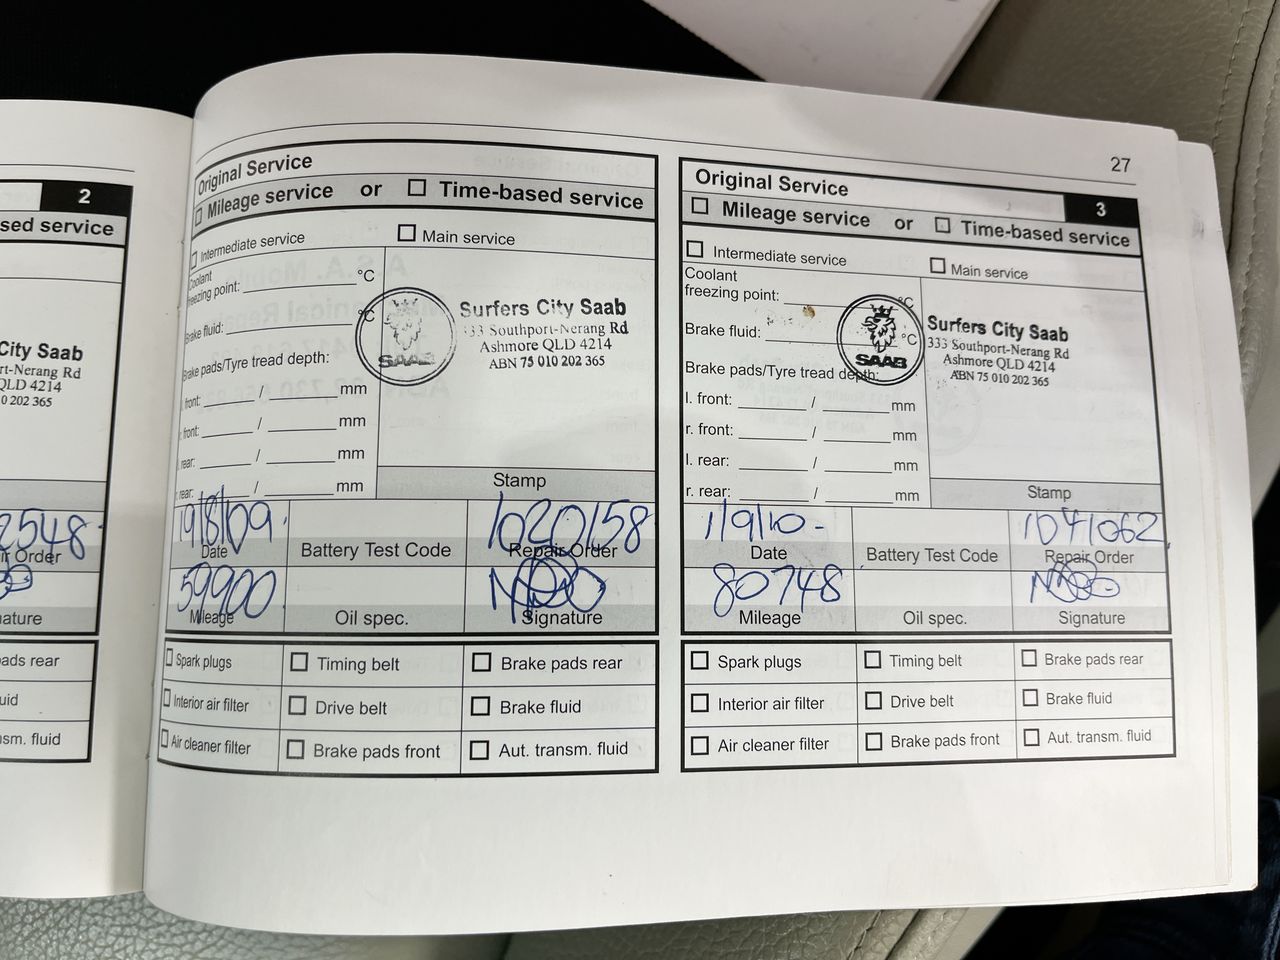 2
sed service
City Saab
rt-Nerang Rd
QLD 4214
0 202 365
2548
ir Order
ature
ads rear
uid
nsm. fluid
Original Service
Mileage service or Time-based service
Intermediate service
Main service
Coolant
freezing point: °C
Brake fluid: °C
Brake pads/Tyre tread depth:
front: / mm
front: / mm
rear: / mm
rear: / mm
SAAB
Surfers City Saab
333 Southport-Nerang Rd
Ashmore QLD 4214
ABN 75 010 202 365
Stamp
19/8/09
1020158
Date
Battery Test Code
Repair Order
59900
Mileage
Oil spec.
Signature
Spark plugs
Timing belt
Brake pads rear
Interior air filter
Drive belt
Brake fluid
Air cleaner filter
Brake pads front
Aut. transm. fluid
27
Original Service
3
Mileage service or Time-based service
Intermediate service
Main service
Coolant
freezing point: °C
Brake fluid: °C
Brake pads/Tyre tread depth:
l. front: / mm
r. front: / mm
l. rear: / mm
r. rear: / mm
SAAB
Surfers City Saab
333 Southport-Nerang Rd
Ashmore QLD 4214
ABN 75 010 202 365
Stamp
1/9/10-
1041062
Date
Battery Test Code
Repair Order
80748
Mileage
Oil spec.
Signature
Spark plugs
Timing belt
Brake pads rear
Interior air filter
Drive belt
Brake fluid
Air cleaner filter
Brake pads front
Aut. transm. fluid